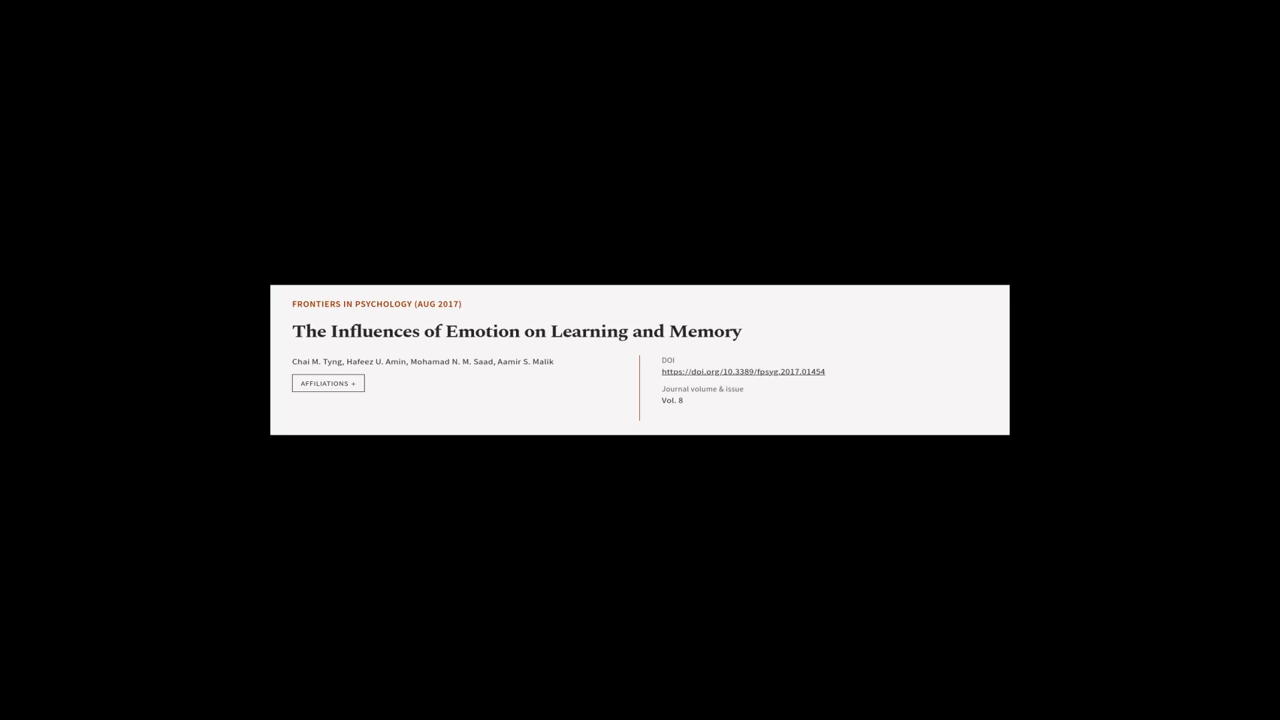 FRONTIERS IN PSYCHOLOGY (AUG 2017)
The Influences of Emotion on Learning and Memory
Chai M. Tyng, Hafeez U. Amin, Mohamad N. M. Saad, Aamir S. Malik
AFFILIATIONS +
DOI
https://doi.org/10.3389/fpsyg.2017.01454
Journal volume & issue
Vol. 8